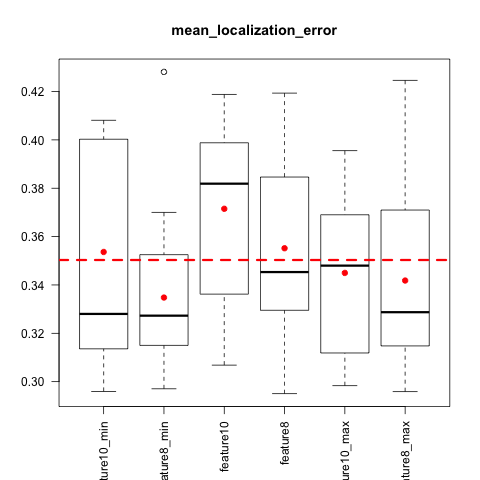 mean_localization_error
0.42
0.40
0.38
0.36
0.34
0.32
0.30
ture10_min
ature8_min
feature10
feature8
ture10_max
ture8_max